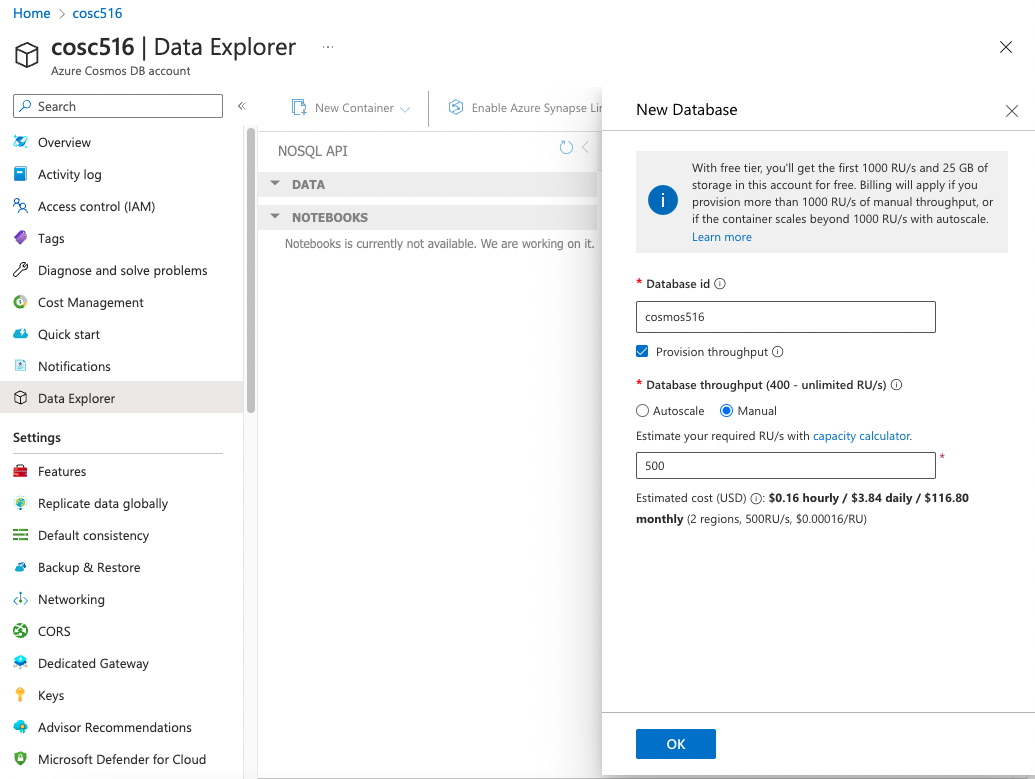 Home > cosc516
cosc516 | Data Explorer ...
Azure Cosmos DB account
Search
«
Overview
Activity log
Access control (IAM)
Tags
Diagnose and solve problems
Cost Management
Quick start
Notifications
Data Explorer
Settings
Features
Replicate data globally
Default consistency
Backup & Restore
Networking
CORS
Dedicated Gateway
Keys
Advisor Recommendations
Microsoft Defender for Cloud
New Container
Enable Azure Synapse Lin
NOSQL API
DATA
NOTEBOOKS
Notebooks is currently not available. We are working on it.
New Database
With free tier, you'll get the first 1000 RU/s and 25 GB of
storage in this account for free. Billing will apply if you
provision more than 1000 RU/s of manual throughput, or
if the container scales beyond 1000 RU/s with autoscale.
Learn more
* Database id
cosmos516
Provision throughput
* Database throughput (400 - unlimited RU/s)
Autoscale Manual
Estimate your required RU/s with capacity calculator.
500 *
Estimated cost (USD) : $0.16 hourly / $3.84 daily / $116.80
monthly (2 regions, 500RU/s, $0.00016/RU)
OK